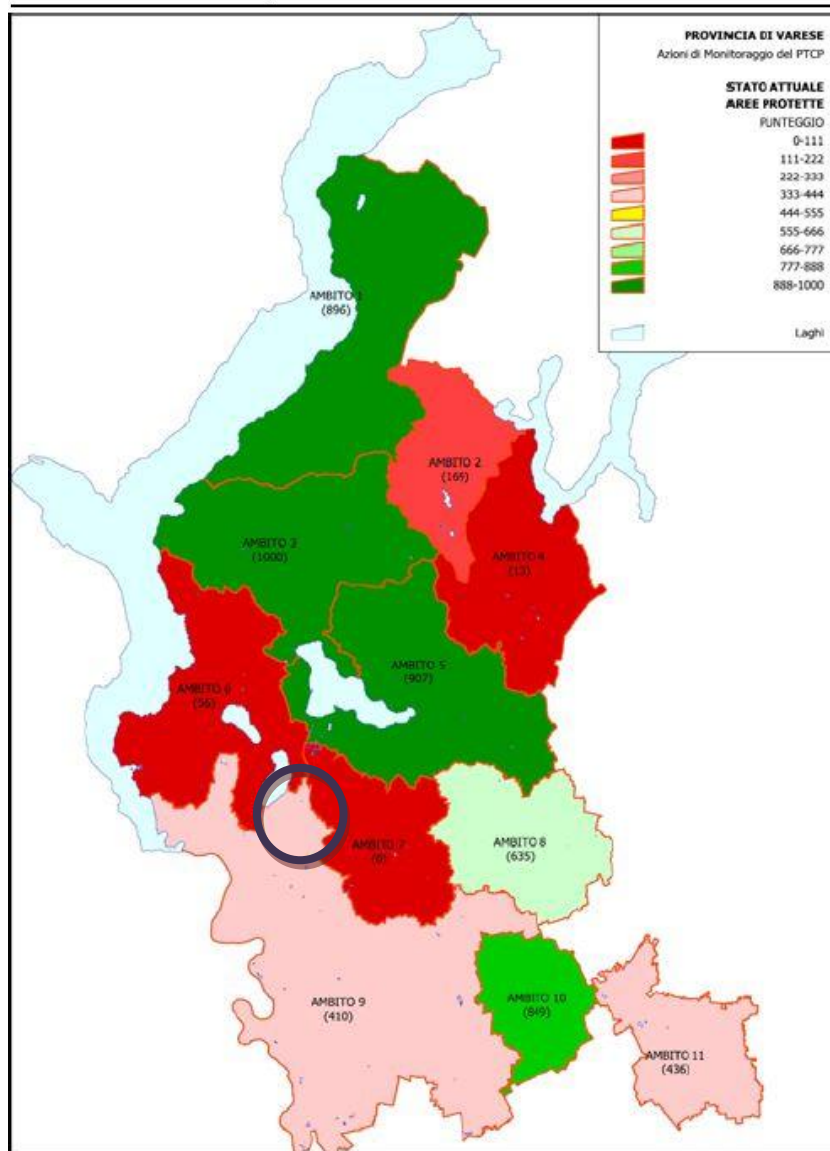 PROVINCIA DI VARESE
Azioni di Monitoraggio del PTCP
STATO ATTUALE
AREE PROTETTE
PUNTEGGIO
0-111
111-222
222-333
333-444
444-555
555-666
666-777
777-888
888-1000
Laghi
AMBITO 1
(896)
AMBITO 2
(169)
AMBITO 3
(1000)
AMBITO 4
(13)
AMBITO 5
(907)
AMBITO 6
(56)
AMBITO 7
(0)
AMBITO 8
(635)
AMBITO 9
(410)
AMBITO 10
(849)
AMBITO 11
(436)